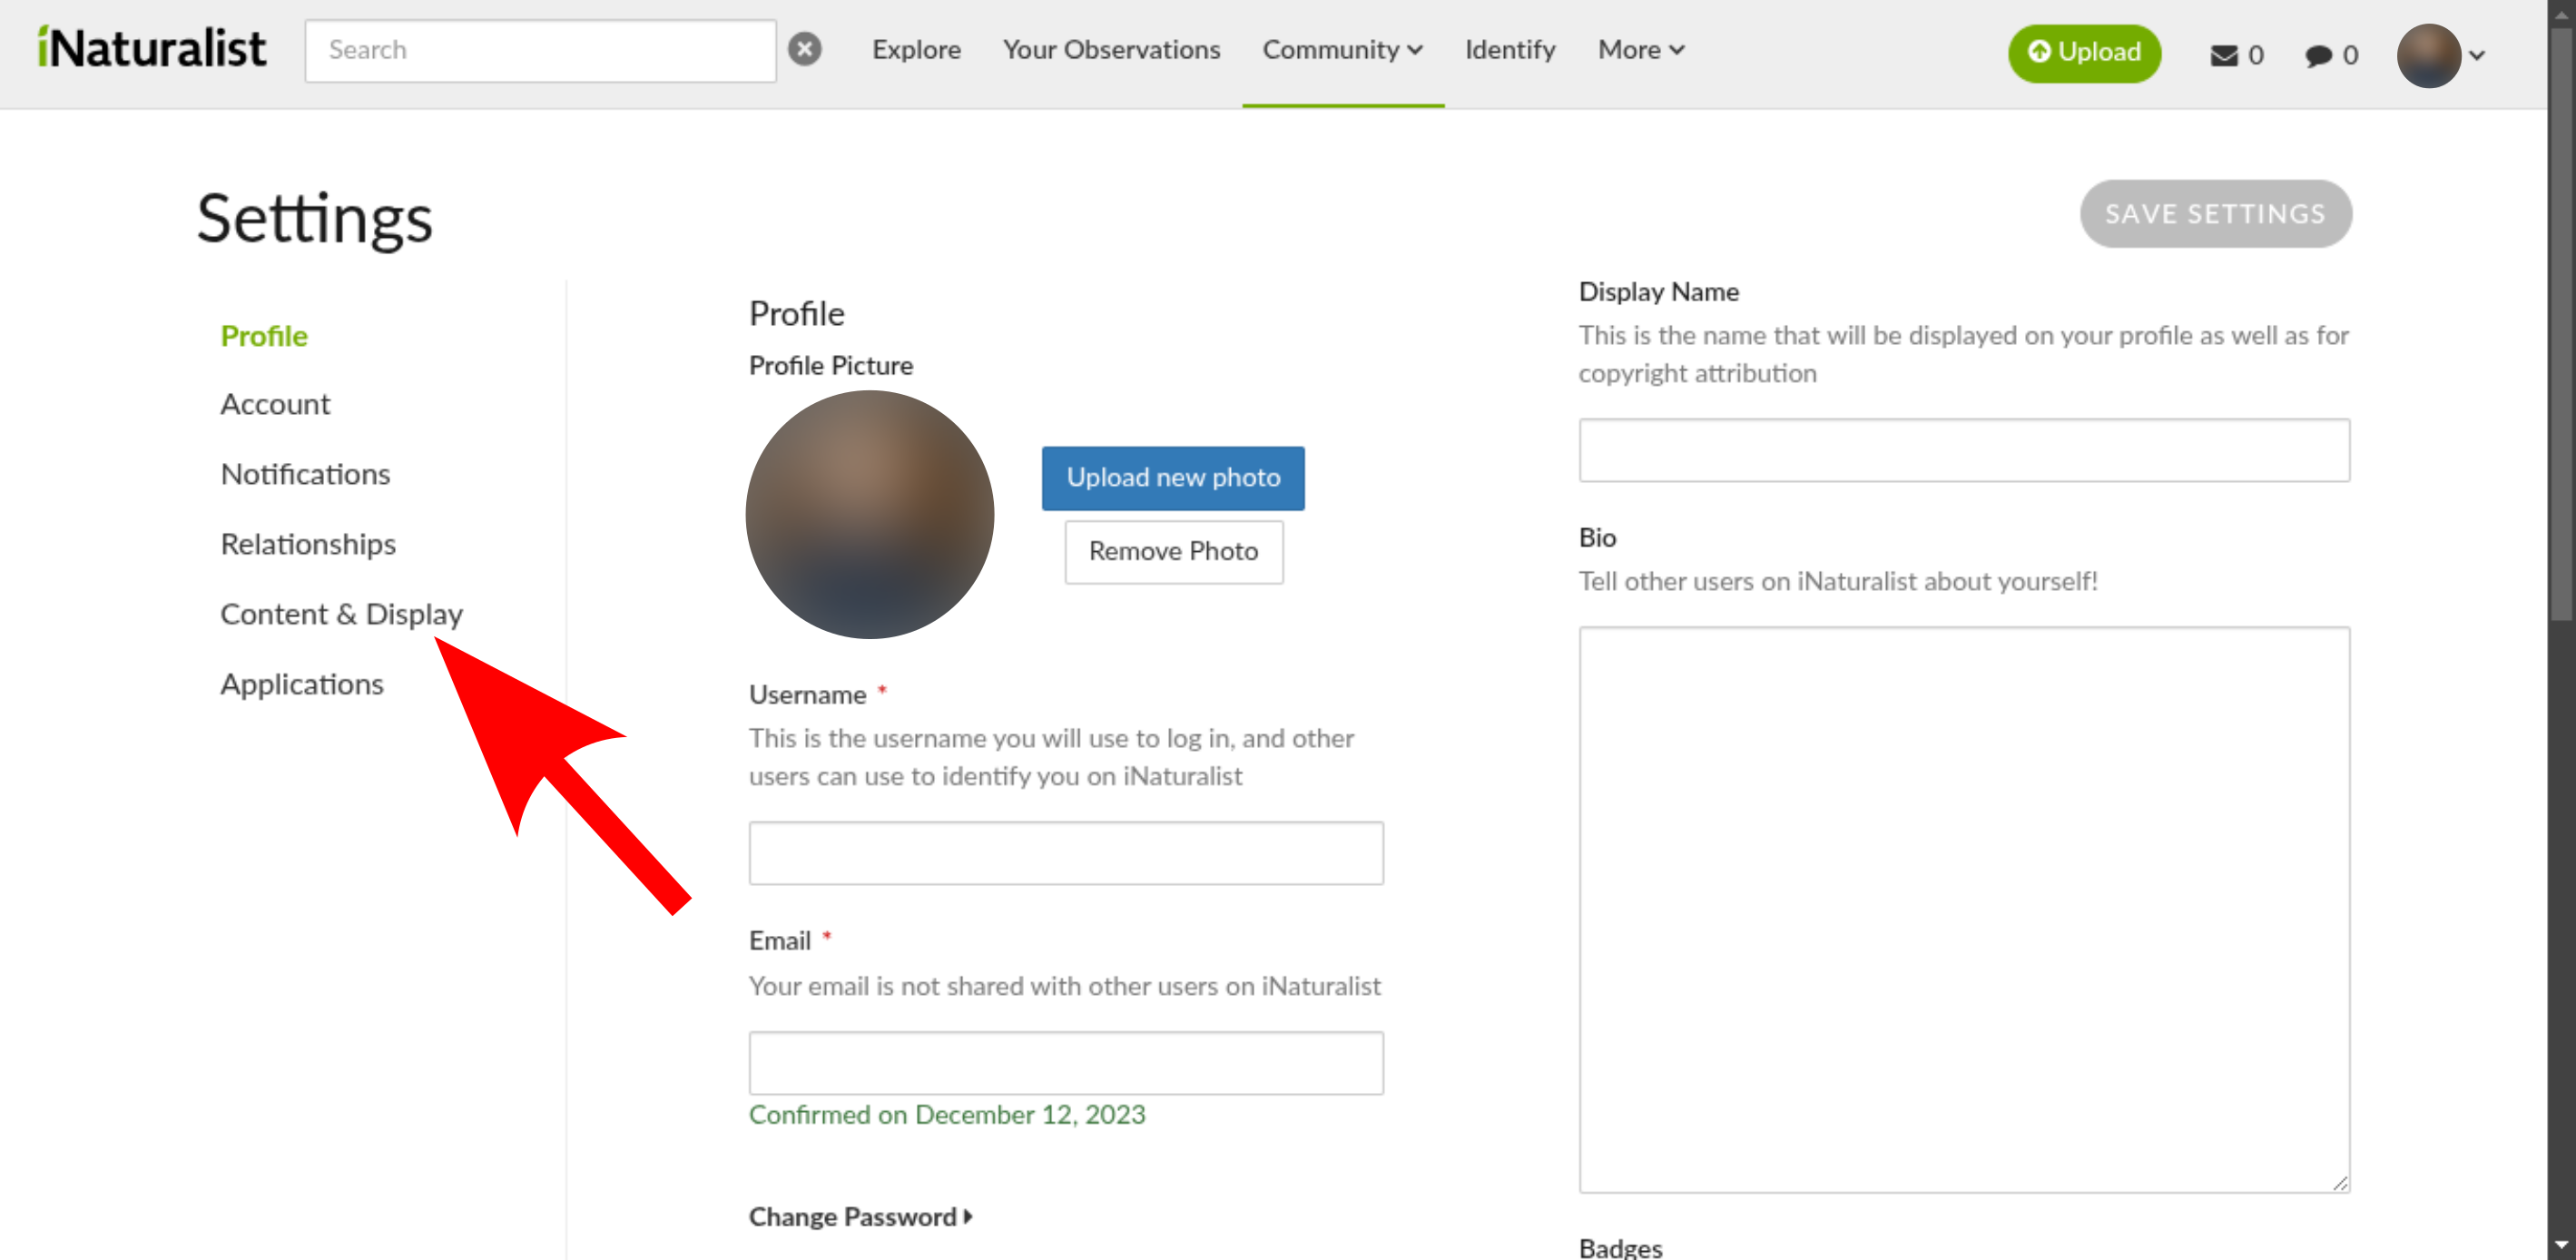 iNaturalist
Search
Explore
Your Observations
Community
Identify
More
Upload
0
0
Settings
SAVE SETTINGS
Profile
Account
Notifications
Relationships
Content & Display
Applications
Profile
Profile Picture
Upload new photo
Remove Photo
Username *
This is the username you will use to log in, and other
users can use to identify you on iNaturalist
Email *
Your email is not shared with other users on iNaturalist
Confirmed on December 12, 2023
Change Password
Display Name
This is the name that will be displayed on your profile as well as for
copyright attribution
Bio
Tell other users on iNaturalist about yourself!
Badges